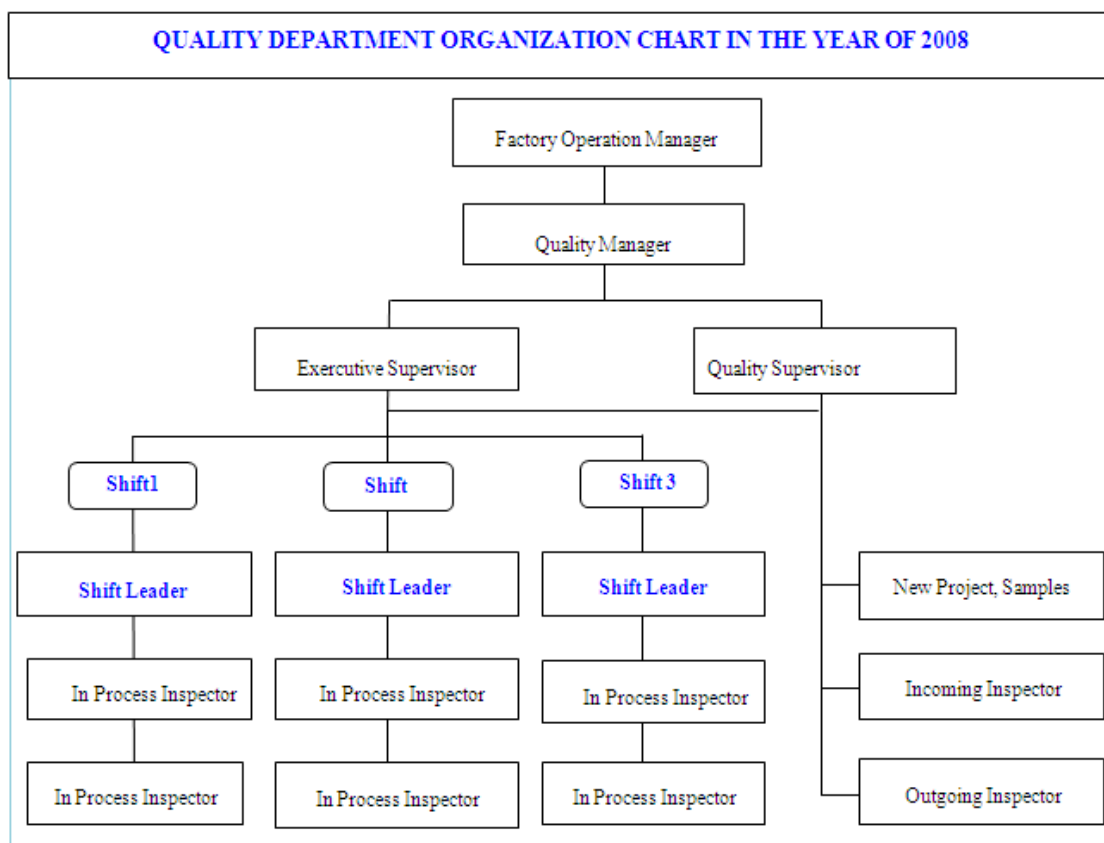 QUALITY DEPARTMENT ORGANIZATION CHART IN THE YEAR OF 2008
Factory Operation Manager
Quality Manager
Exercutive Supervisor
Quality Supervisor
Shift1
Shift
Shift 3
Shift Leader
Shift Leader
Shift Leader
New Project, Samples
In Process Inspector
In Process Inspector
In Process Inspector
Incoming Inspector
In Process Inspector
In Process Inspector
In Process Inspector
Outgoing Inspector